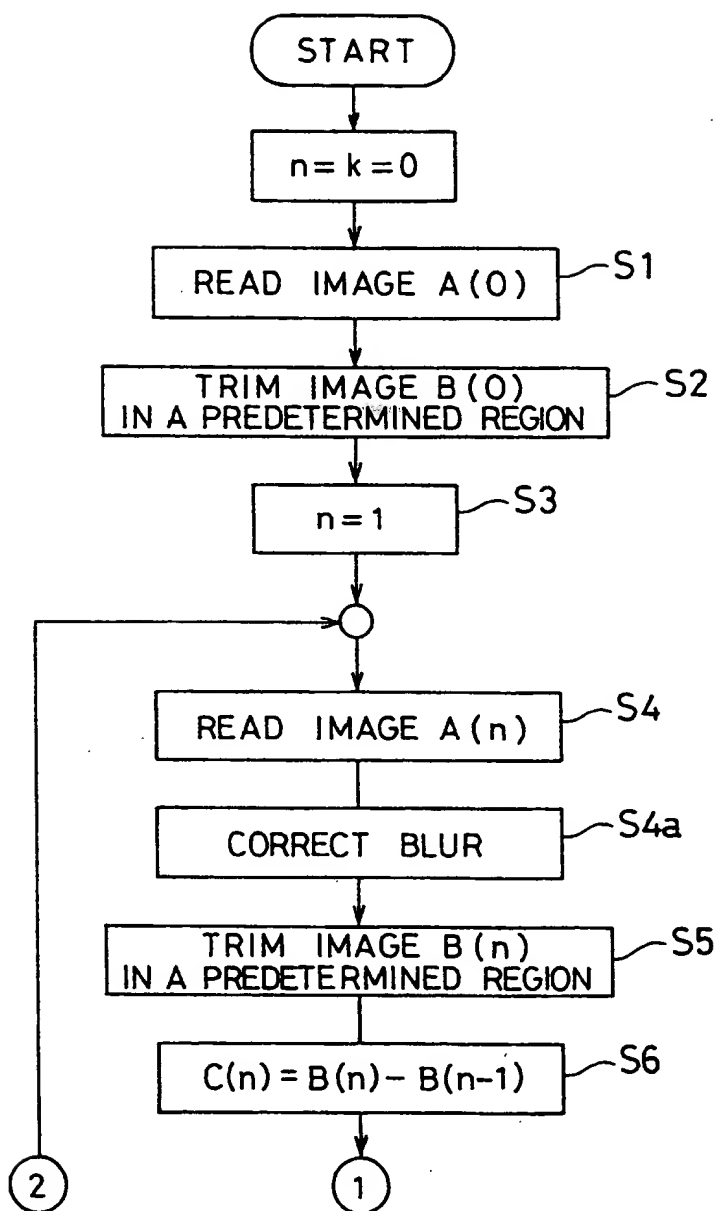 START
n=k=0
READ IMAGE A(0)
S1
TRIM IMAGE B(0)
IN A PREDETERMINED REGION
S2
n=1
S3
READ IMAGE A(n)
S4
CORRECT BLUR
S4a
TRIM IMAGE B(n)
IN A PREDETERMINED REGION
S5
C(n)=B(n)-B(n-1)
S6
2
1